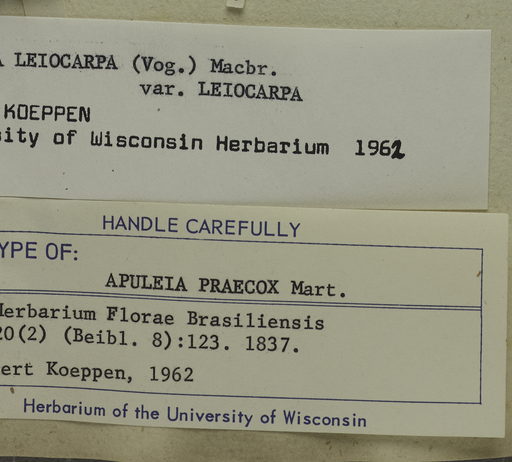 LEIOCARPA (Vog.) Macbr.
var. LEIOCARPA
KOEPPEN
sity of Wisconsin Herbarium 1962
HANDLE CAREFULLY
YPE OF:
APULEIA PRAECOX Mart.
Herbarium Florae Brasiliensis
20(2) (Beibl. 8):123. 1837.
ert Koeppen, 1962
Herbarium of the University of Wisconsin